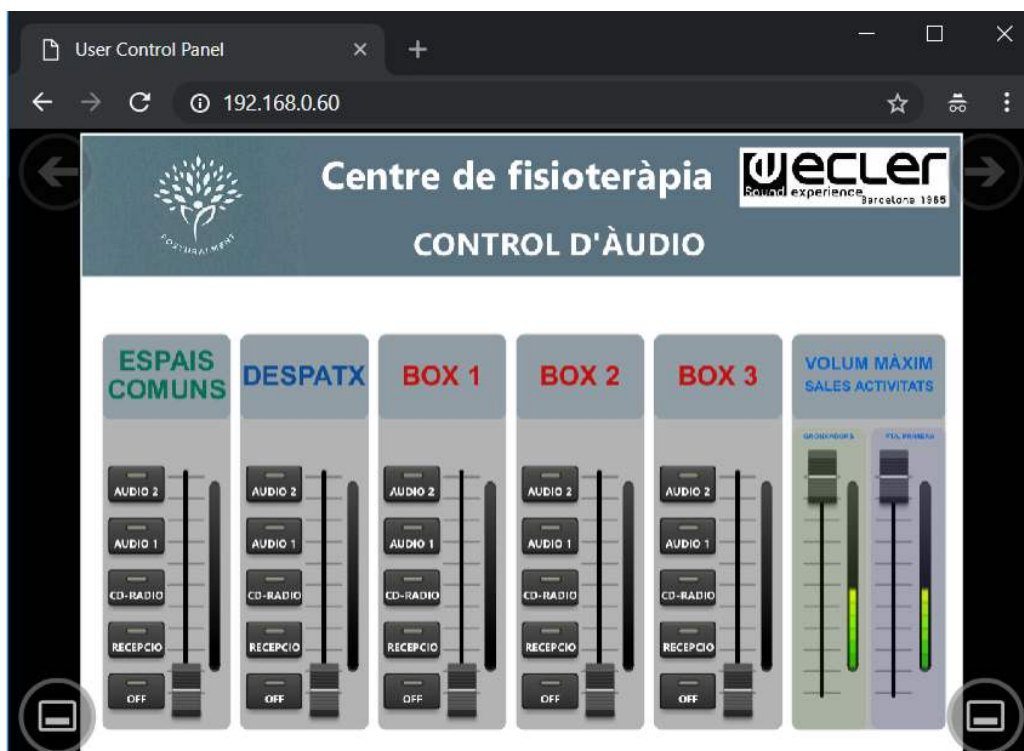 User Control Panel
192.168.0.60
POSTURALMENT
Centre de fisioteràpia
CONTROL D'ÀUDIO
ecler
Sound experience
Barcelona 1965
ESPAIS
COMUNS
DESPATX
BOX 1
BOX 2
BOX 3
VOLUM MÀXIM
SALES ACTIVITATS
AUDIO 2
AUDIO 1
CD-RADIO
RECEPCIO
OFF
AUDIO 2
AUDIO 1
CD-RADIO
RECEPCIO
OFF
AUDIO 2
AUDIO 1
CD-RADIO
RECEPCIO
OFF
AUDIO 2
AUDIO 1
CD-RADIO
RECEPCIO
OFF
AUDIO 2
AUDIO 1
CD-RADIO
RECEPCIO
OFF